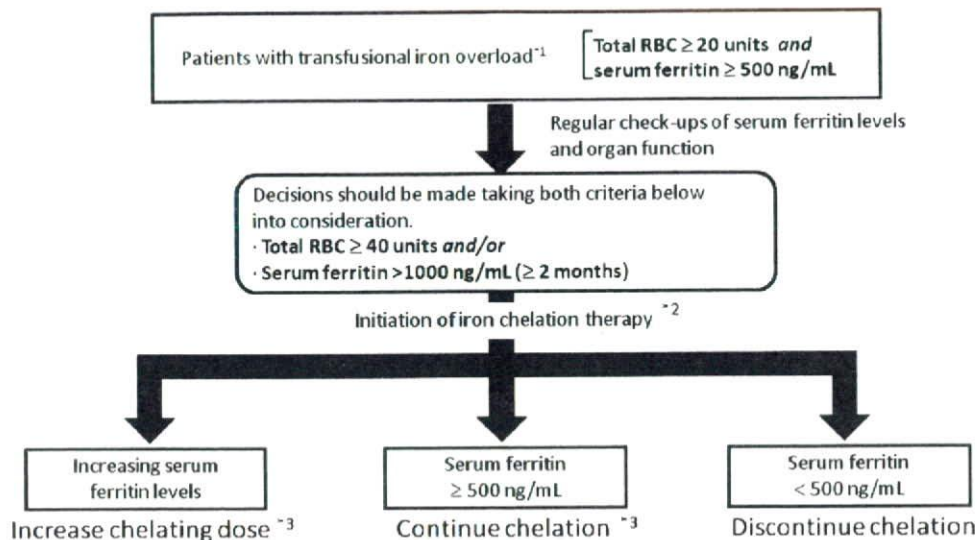 Patients with transfusional iron overload⁻¹
Total RBC ≥ 20 units and
serum ferritin ≥ 500 ng/mL
Regular check-ups of serum ferritin levels
and organ function
Decisions should be made taking both criteria below
into consideration.
· Total RBC ≥ 40 units and/or
· Serum ferritin >1000 ng/mL (≥ 2 months)
Initiation of iron chelation therapy ⁻²
Increasing serum
ferritin levels
Increase chelating dose ⁻³
Serum ferritin
≥ 500 ng/mL
Continue chelation ⁻³
Serum ferritin
< 500 ng/mL
Discontinue chelation